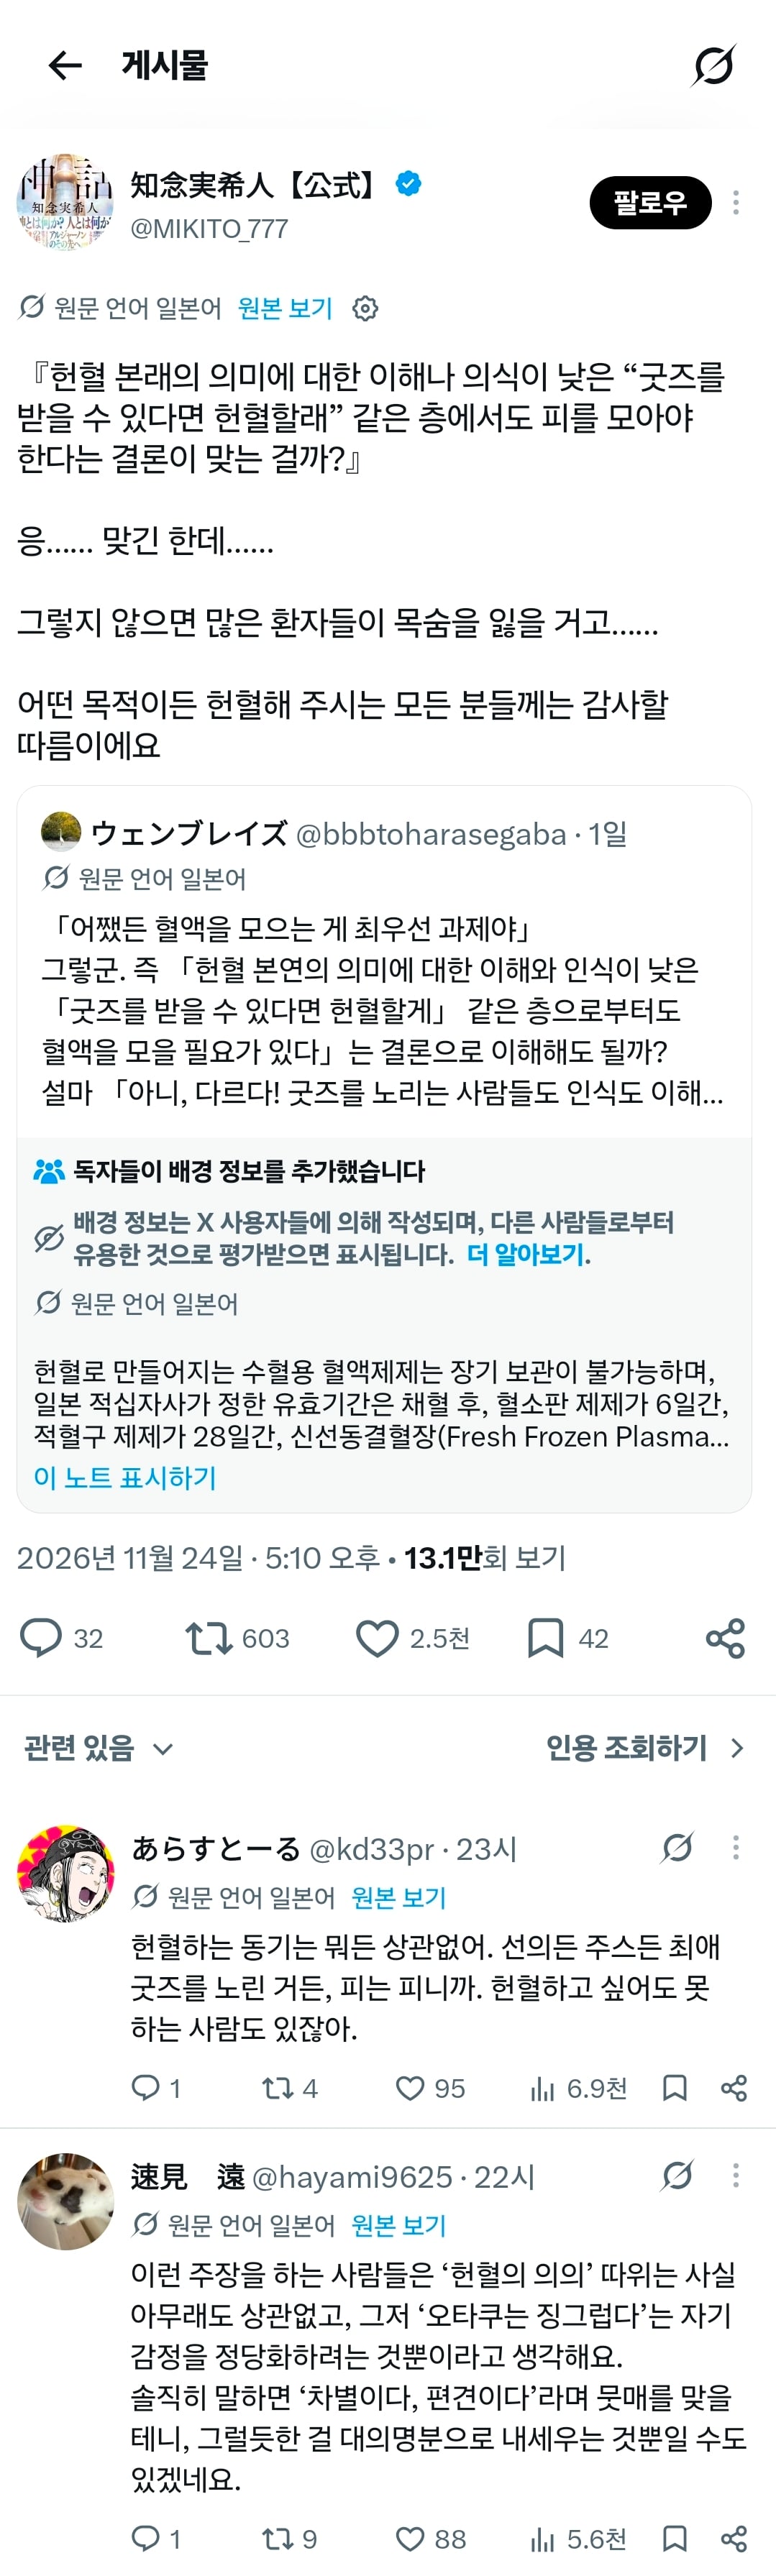 게시물
知念実希人【公式】
팔로우
@MIKITO_777
원문 언어 일본어 원본 보기
『헌혈 본래의 의미에 대한 이해나 의식이 낮은 “굿즈를
받을 수 있다면 헌혈할래” 같은 층에서도 피를 모아야
한다는 결론이 맞는 걸까?』
응…… 맞긴 한데……
그렇지 않으면 많은 환자들이 목숨을 잃을 거고……
어떤 목적이든 헌혈해 주시는 모든 분들께는 감사할
따름이에요
ウェンブレイズ @bbbtoharasegaba · 1일
원문 언어 일본어
「어쨌든 혈액을 모으는 게 최우선 과제야」
그렇군. 즉 「헌혈 본연의 의미에 대한 이해와 인식이 낮은
「굿즈를 받을 수 있다면 헌혈할게」 같은 층으로부터도
혈액을 모을 필요가 있다」는 결론으로 이해해도 될까?
설마 「아니, 다르다! 굿즈를 노리는 사람들도 인식도 이해...
독자들이 배경 정보를 추가했습니다
배경 정보는 X 사용자들에 의해 작성되며, 다른 사람들로부터
유용한 것으로 평가받으면 표시됩니다. 더 알아보기.
원문 언어 일본어
헌혈로 만들어지는 수혈용 혈액제제는 장기 보관이 불가능하며,
일본 적십자사가 정한 유효기간은 채혈 후, 혈소판 제제가 6일간,
적혈구 제제가 28일간, 신선동결혈장(Fresh Frozen Plasma...
이 노트 표시하기
2026년 11월 24일 · 5:10 오후 • 13.1만회 보기
32 603 2.5천 42
관련 있음 인용 조회하기
神話
知念実希人
あらすとーる @kd33pr · 23시
원문 언어 일본어 원본 보기
헌혈하는 동기는 뭐든 상관없어. 선의든 주스든 최애
굿즈를 노린 거든, 피는 피니까. 헌혈하고 싶어도 못
하는 사람도 있잖아.
1 4 95 6.9천
速見 遠 @hayami9625 · 22시
원문 언어 일본어 원본 보기
이런 주장을 하는 사람들은 ‘헌혈의 의의’ 따위는 사실
아무래도 상관없고, 그저 ‘오타쿠는 징그럽다’는 자기
감정을 정당화하려는 것뿐이라고 생각해요.
솔직히 말하면 ‘차별이다, 편견이다’라며 뭇매를 맞을
테니, 그럴듯한 걸 대의명분으로 내세우는 것뿐일 수도
있겠네요.
1 9 88 5.6천